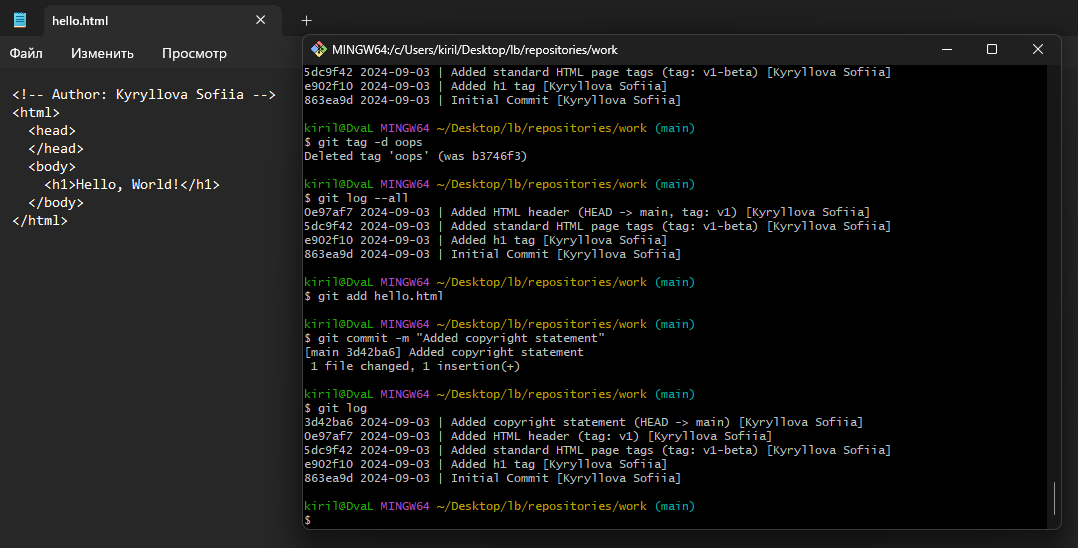 hello.html
Файл Изменить Просмотр
<!-- Author: Kyryllova Sofiia -->
<html>
  <head>
  </head>
  <body>
    <h1>Hello, World!</h1>
  </body>
</html>
MINGW64:/c/Users/kiril/Desktop/lb/repositories/work
5dc9f42 2024-09-03 | Added standard HTML page tags (tag: v1-beta) [Kyryllova Sofiia]
e902f10 2024-09-03 | Added h1 tag [Kyryllova Sofiia]
863ea9d 2024-09-03 | Initial Commit [Kyryllova Sofiia]
kiril@DvaL MINGW64 ~/Desktop/lb/repositories/work (main)
$ git tag -d oops
Deleted tag 'oops' (was b3746f3)
kiril@DvaL MINGW64 ~/Desktop/lb/repositories/work (main)
$ git log --all
0e97af7 2024-09-03 | Added HTML header (HEAD -> main, tag: v1) [Kyryllova Sofiia]
5dc9f42 2024-09-03 | Added standard HTML page tags (tag: v1-beta) [Kyryllova Sofiia]
e902f10 2024-09-03 | Added h1 tag [Kyryllova Sofiia]
863ea9d 2024-09-03 | Initial Commit [Kyryllova Sofiia]
kiril@DvaL MINGW64 ~/Desktop/lb/repositories/work (main)
$ git add hello.html
kiril@DvaL MINGW64 ~/Desktop/lb/repositories/work (main)
$ git commit -m "Added copyright statement"
[main 3d42ba6] Added copyright statement
 1 file changed, 1 insertion(+)
kiril@DvaL MINGW64 ~/Desktop/lb/repositories/work (main)
$ git log
3d42ba6 2024-09-03 | Added copyright statement (HEAD -> main) [Kyryllova Sofiia]
0e97af7 2024-09-03 | Added HTML header (tag: v1) [Kyryllova Sofiia]
5dc9f42 2024-09-03 | Added standard HTML page tags (tag: v1-beta) [Kyryllova Sofiia]
e902f10 2024-09-03 | Added h1 tag [Kyryllova Sofiia]
863ea9d 2024-09-03 | Initial Commit [Kyryllova Sofiia]
kiril@DvaL MINGW64 ~/Desktop/lb/repositories/work (main)
$